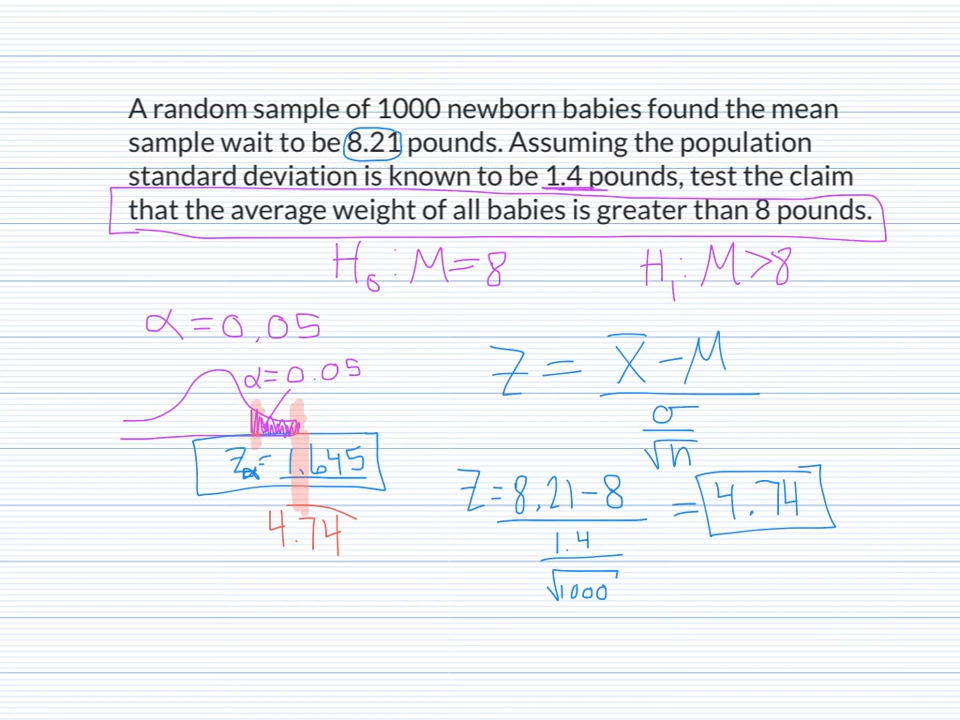 A random sample of 1000 newborn babies found the mean
sample wait to be 8.21 pounds. Assuming the population
standard deviation is known to be 1.4 pounds, test the claim
that the average weight of all babies is greater than 8 pounds.
H₀: M=8 H₁: M>8
α=0.05
α=0.05
Zα= 1.645
4.74
Z = X̄-M
σ
√n
Z=8.21-8 = 4.74
1.4
√1000